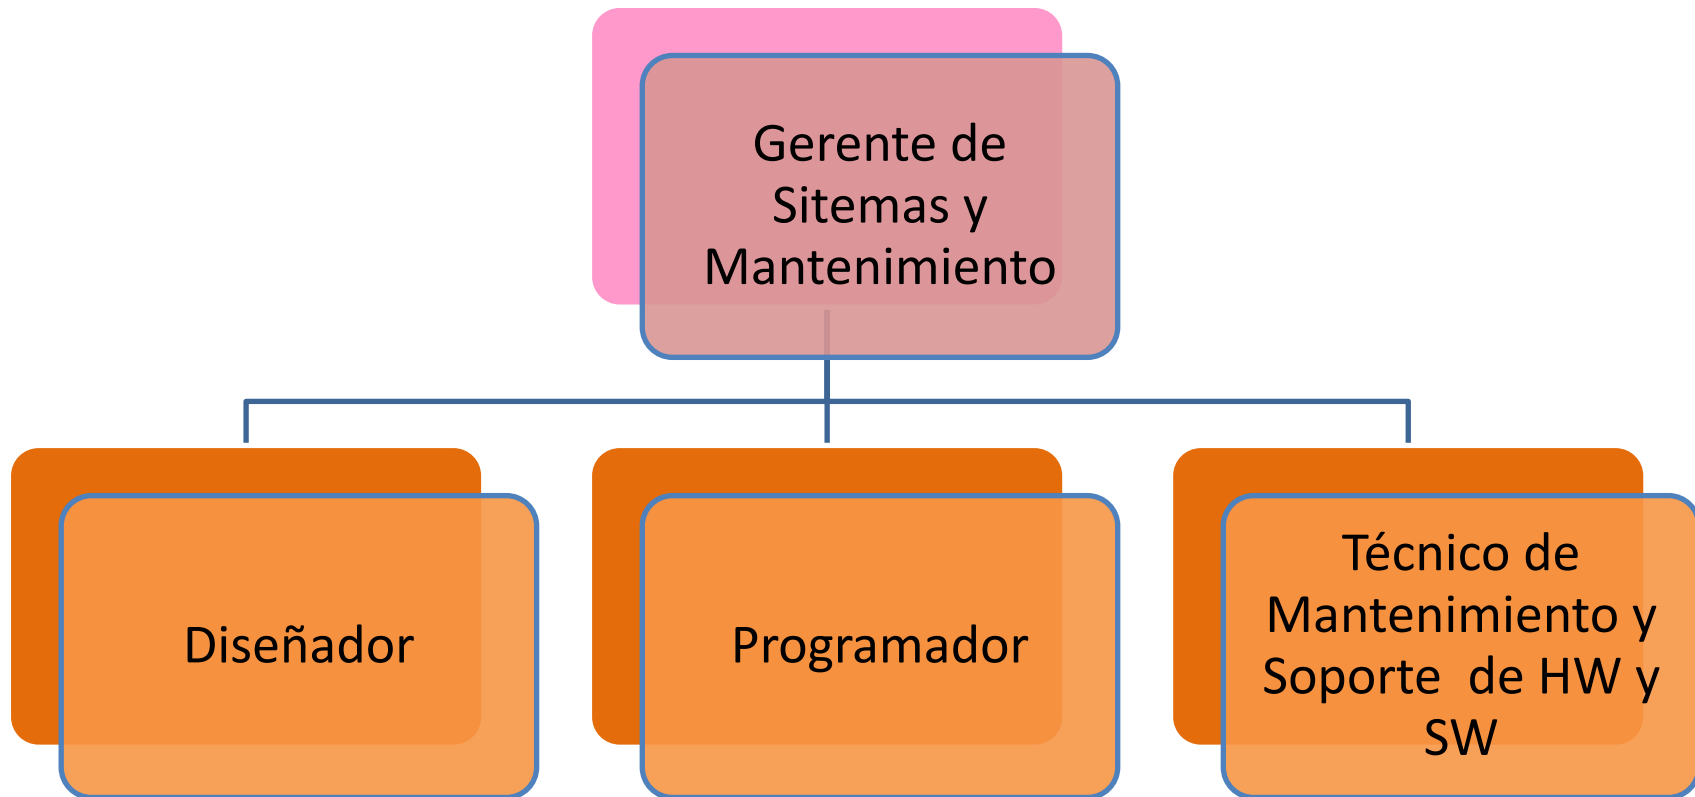 Gerente de
Sitemas y
Mantenimiento
Diseñador
Programador
Técnico de
Mantenimiento y
Soporte  de HW y
SW